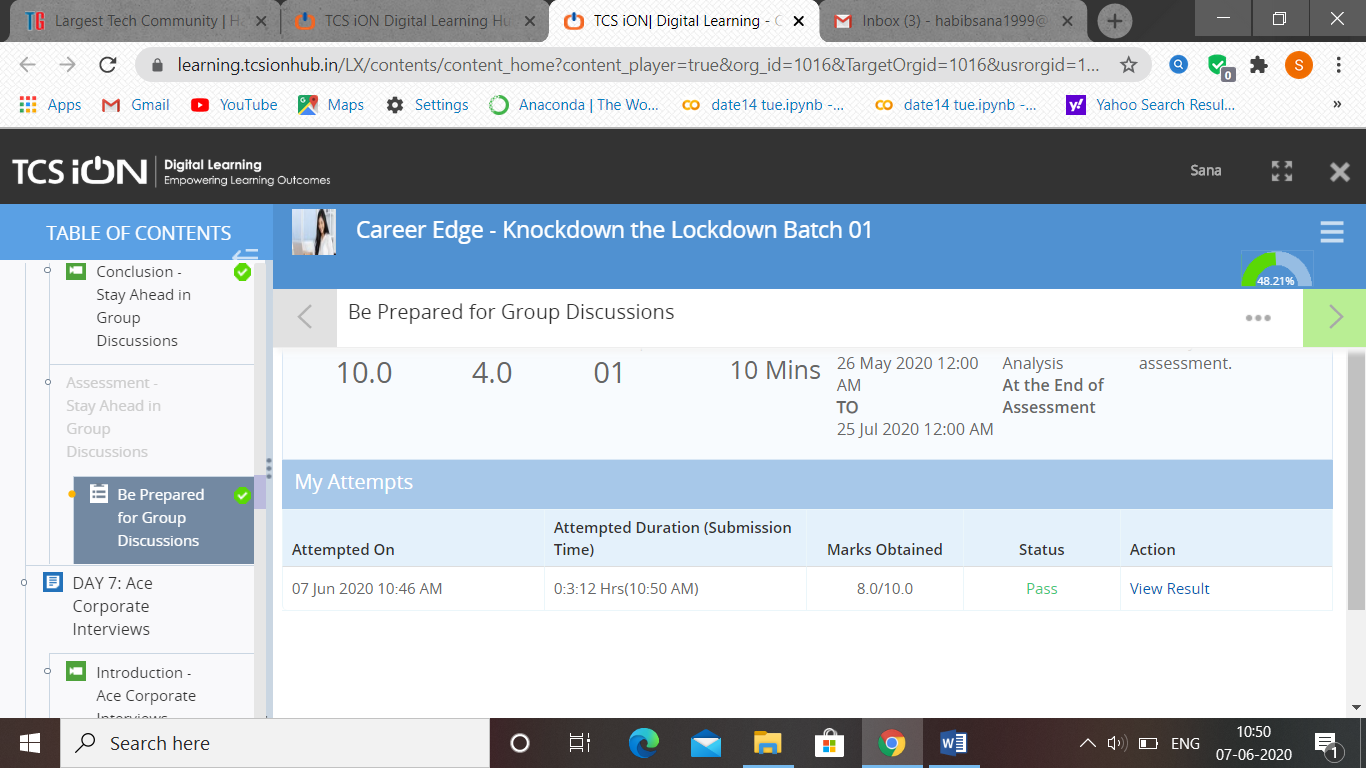 Largest Tech Community | H
TCS iON Digital Learning Hu
TCS iON| Digital Learning - C
Inbox (3) - habibsana1999@
learning.tcsionhub.in/LX/contents/content_home?content_player=true&org_id=1016&TargetOrgid=1016&usrorgid=1...
0
S
Apps
Gmail
YouTube
Maps
Settings
Anaconda | The Wo...
date14 tue.ipynb -...
date14 tue.ipynb -...
Yahoo Search Resul...
»
TCS iON
Digital Learning
Empowering Learning Outcomes
Sana
TABLE OF CONTENTS
Career Edge - Knockdown the Lockdown Batch 01
48.21%
Conclusion -
Stay Ahead in
Group
Discussions
Assessment -
Stay Ahead in
Group
Discussions
Be Prepared
for Group
Discussions
DAY 7: Ace
Corporate
Interviews
Introduction -
Ace Corporate
Interviews
Be Prepared for Group Discussions
10.0
4.0
01
10 Mins
26 May 2020 12:00
AM
TO
25 Jul 2020 12:00 AM
Analysis
At the End of
Assessment
assessment.
My Attempts
Attempted On
Attempted Duration (Submission
Time)
Marks Obtained
Status
Action
07 Jun 2020 10:46 AM
0:3:12 Hrs(10:50 AM)
8.0/10.0
Pass
View Result
Search here
ENG
10:50
07-06-2020
1